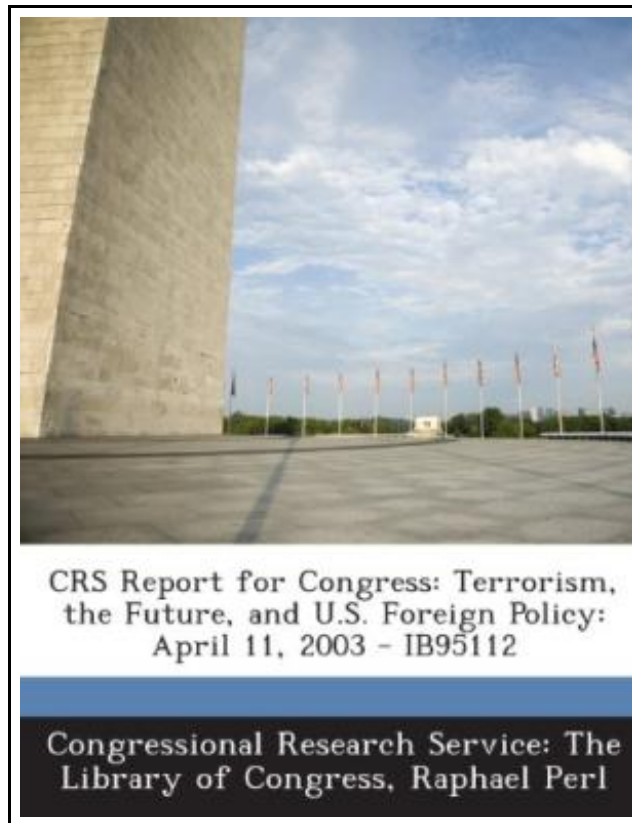 CRS Report for Congress: Terrorism,
the Future, and U.S. Foreign Policy:
April 11, 2003 - IB95112
Congressional Research Service: The
Library of Congress, Raphael Perl